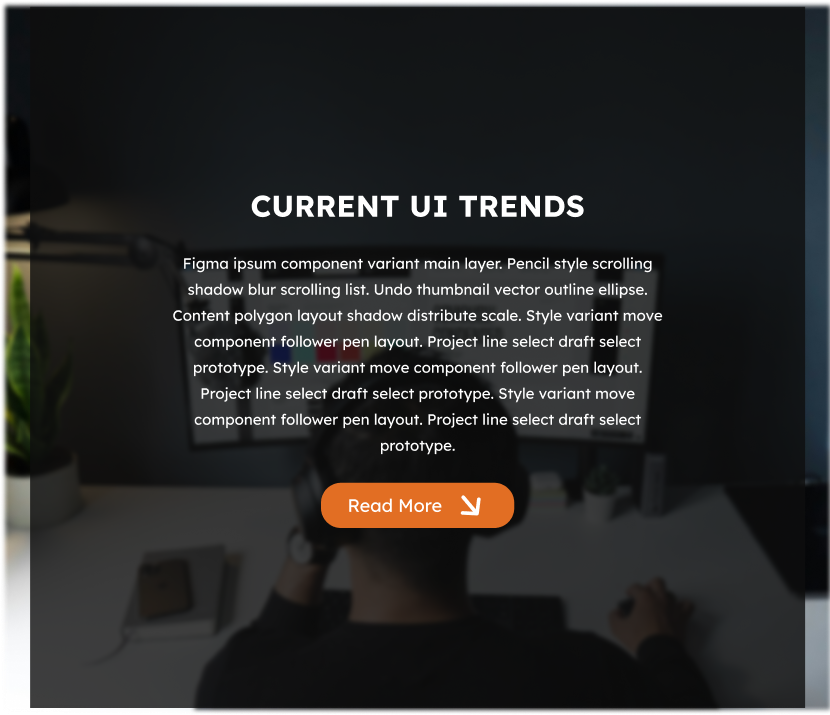 CURRENT UI TRENDS
Figma ipsum component variant main layer. Pencil style scrolling
shadow blur scrolling list. Undo thumbnail vector outline ellipse.
Content polygon layout shadow distribute scale. Style variant move
component follower pen layout. Project line select draft select
prototype. Style variant move component follower pen layout.
Project line select draft select prototype. Style variant move
component follower pen layout. Project line select draft select
prototype.
Read More